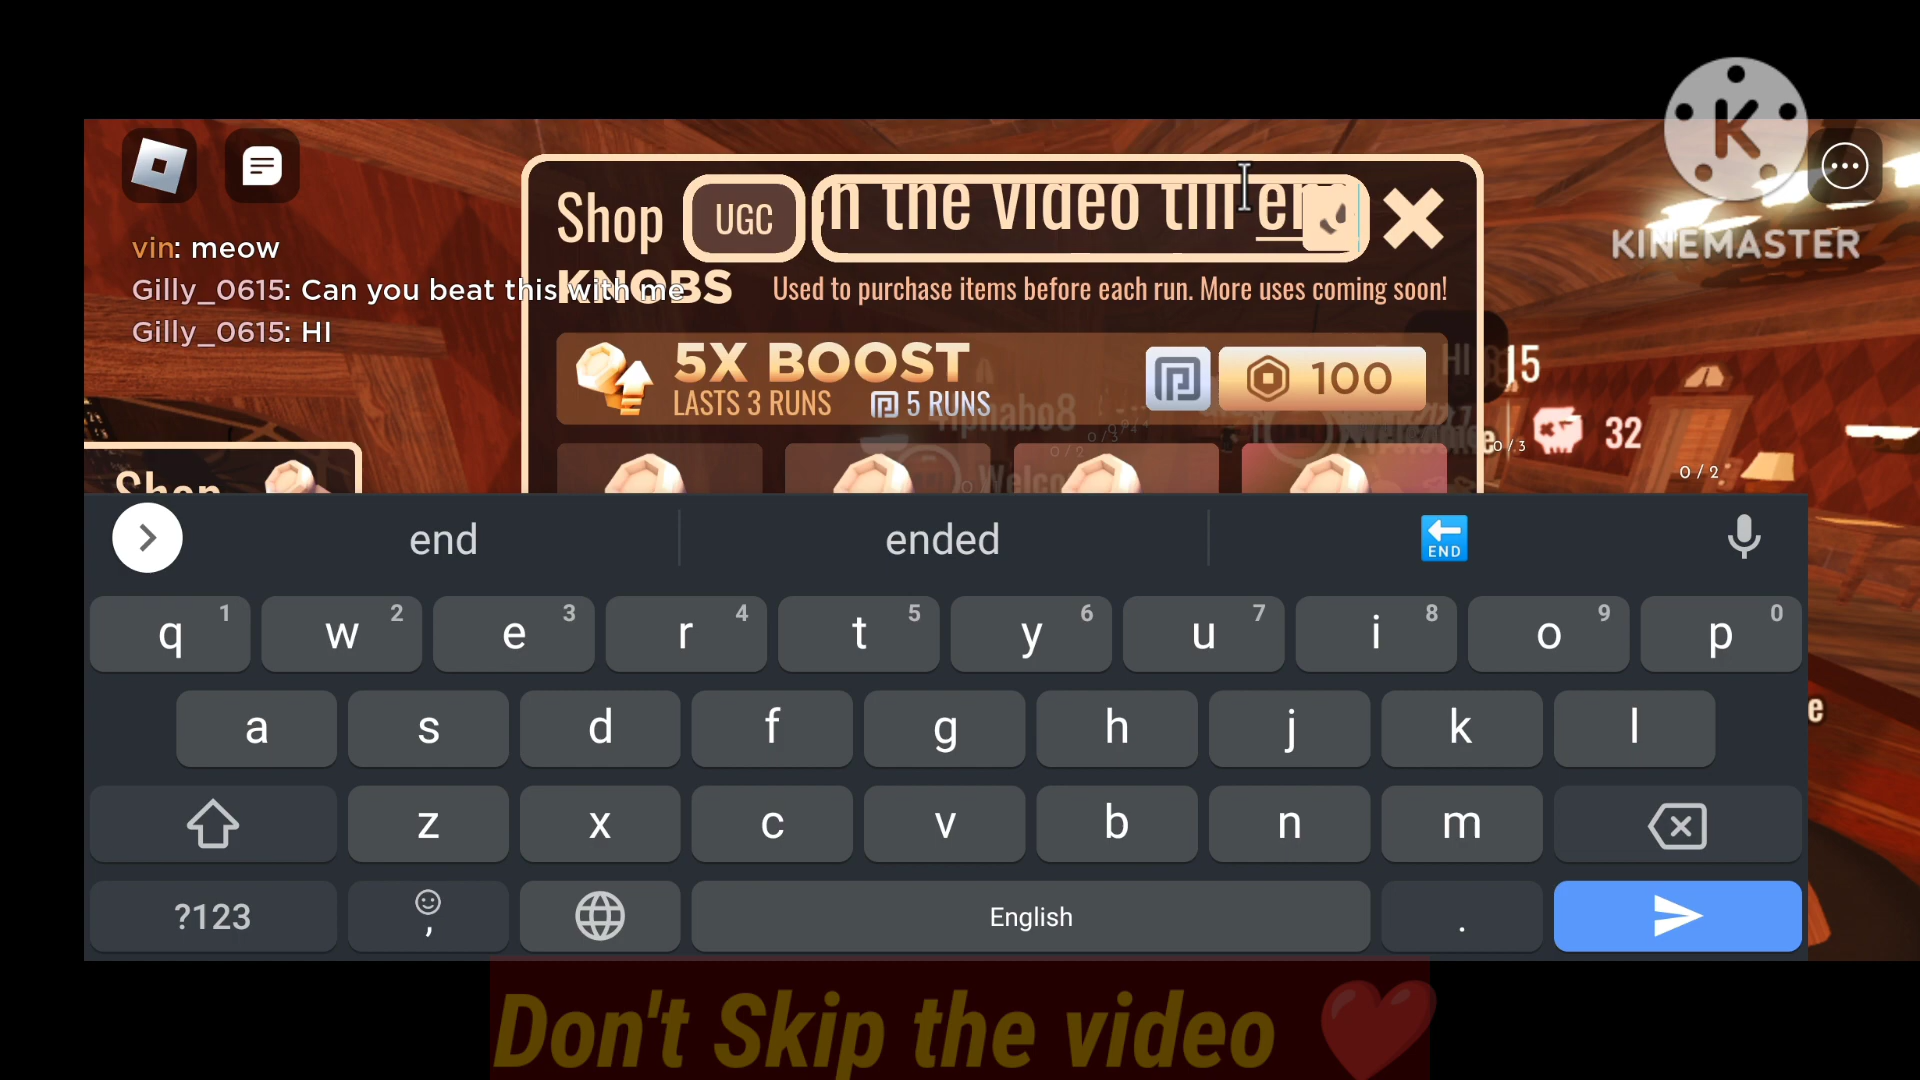 KINEMASTER
vin: meow
Gilly_0615: Can you beat this with me
Gilly_0615: HI
Shop
UGC
the video till en
KNOBS
Used to purchase items before each run. More uses coming soon!
5X BOOST
LASTS 3 RUNS
5 RUNS
100
15
32
0/3
0/2
Shop
end
ended
END
q 1 w 2 e 3 r 4 t 5 y 6 u 7 i 8 o 9 p 0
a s d f g h j k l
z x c v b n m
?123 , English .
Don't Skip the video ❤